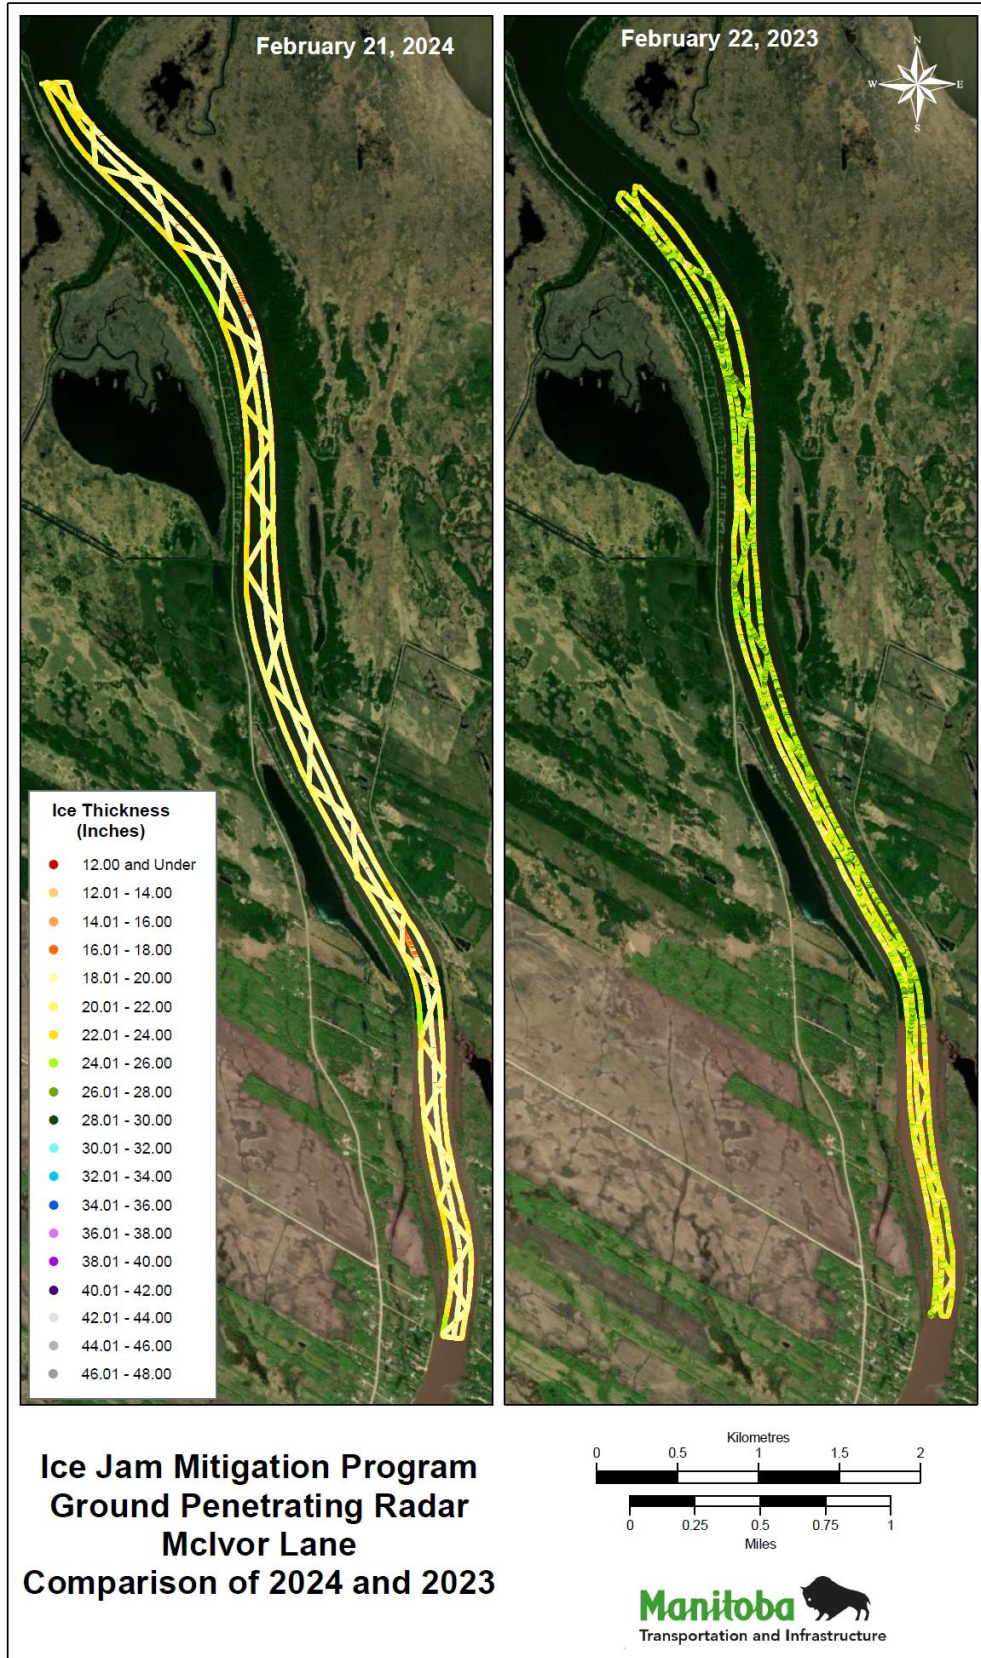 February 21, 2024
February 22, 2023
N
W
E
S
Ice Thickness
(Inches)
12.00 and Under
12.01 - 14.00
14.01 - 16.00
16.01 - 18.00
18.01 - 20.00
20.01 - 22.00
22.01 - 24.00
24.01 - 26.00
26.01 - 28.00
28.01 - 30.00
30.01 - 32.00
32.01 - 34.00
34.01 - 36.00
36.01 - 38.00
38.01 - 40.00
40.01 - 42.00
42.01 - 44.00
44.01 - 46.00
46.01 - 48.00
Ice Jam Mitigation Program
Ground Penetrating Radar
McIvor Lane
Comparison of 2024 and 2023
Kilometres
0 0.5 1 1.5 2
0 0.25 0.5 0.75 1
Miles
Manitoba
Transportation and Infrastructure